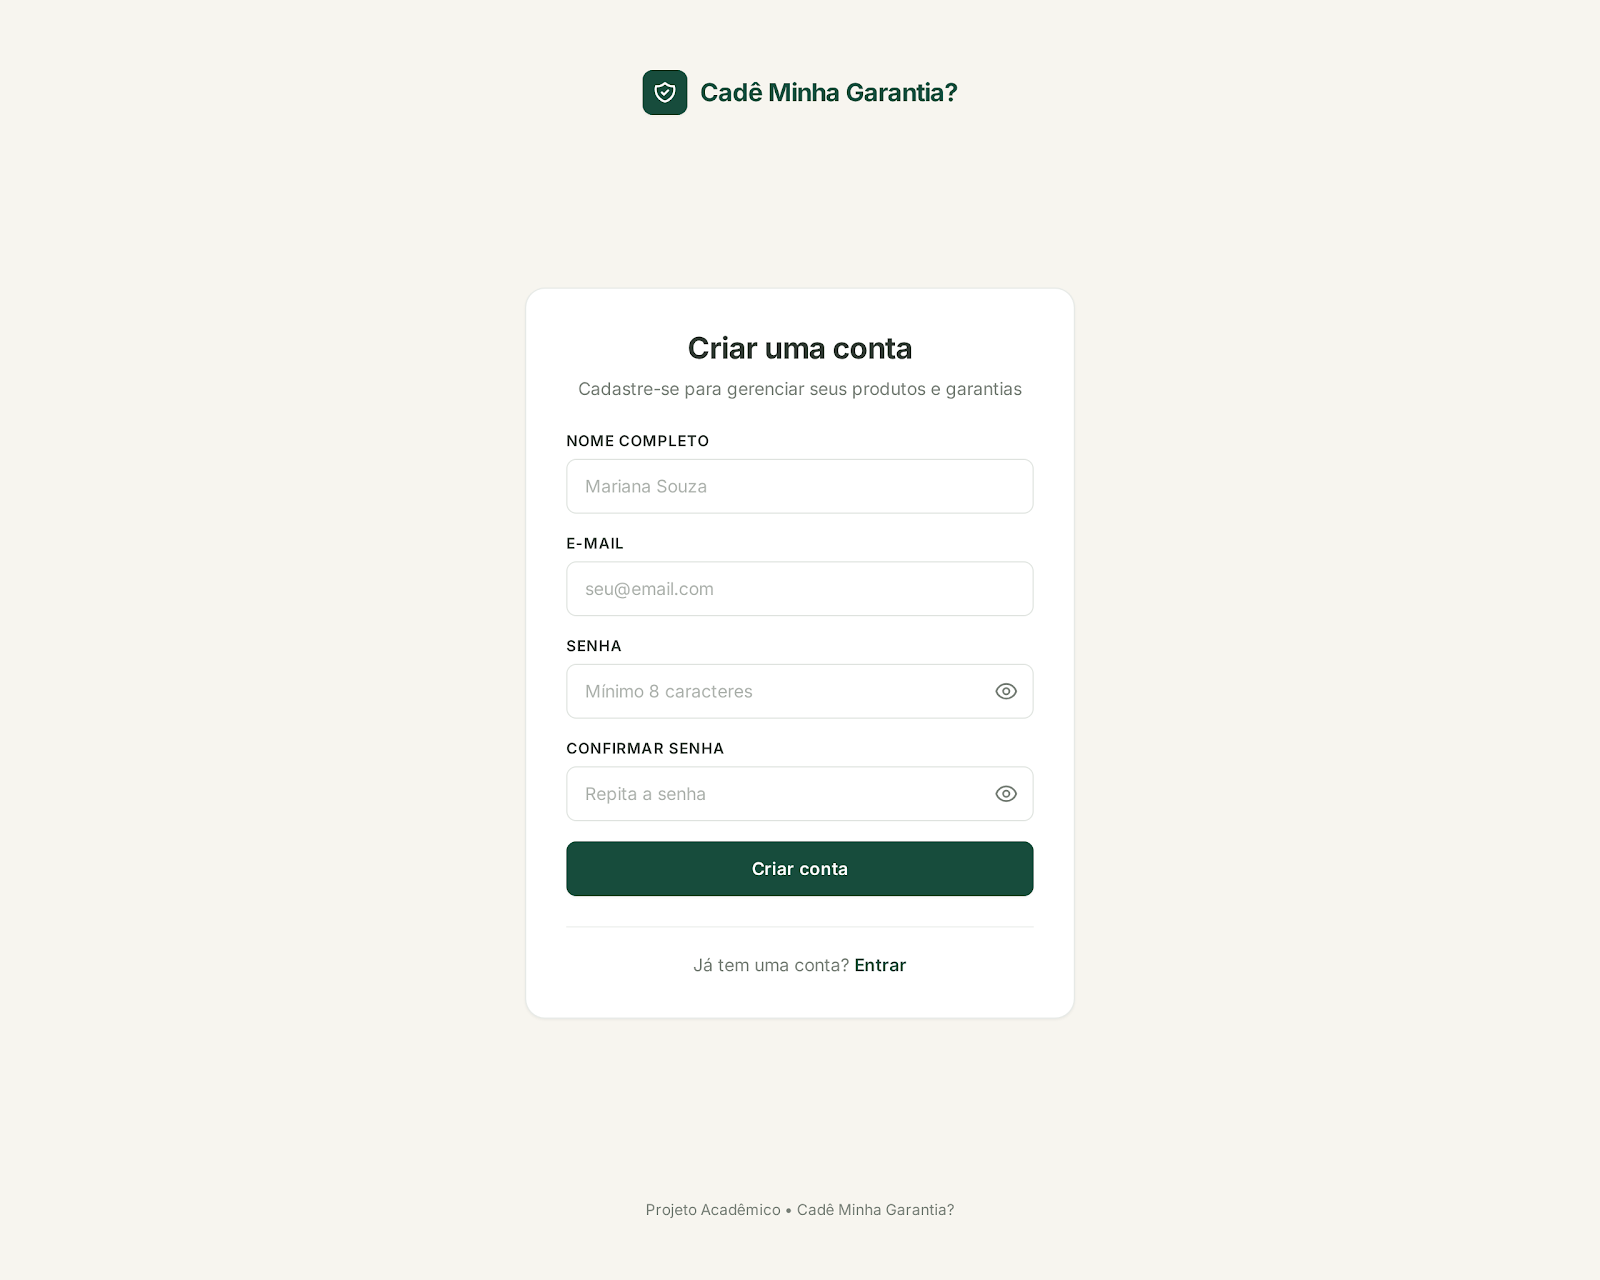 Cadê Minha Garantia?
Criar uma conta
Cadastre-se para gerenciar seus produtos e garantias
NOME COMPLETO
Mariana Souza
E-MAIL
seu@email.com
SENHA
Mínimo 8 caracteres
CONFIRMAR SENHA
Repita a senha
Criar conta
Já tem uma conta? Entrar
Projeto Acadêmico • Cadê Minha Garantia?